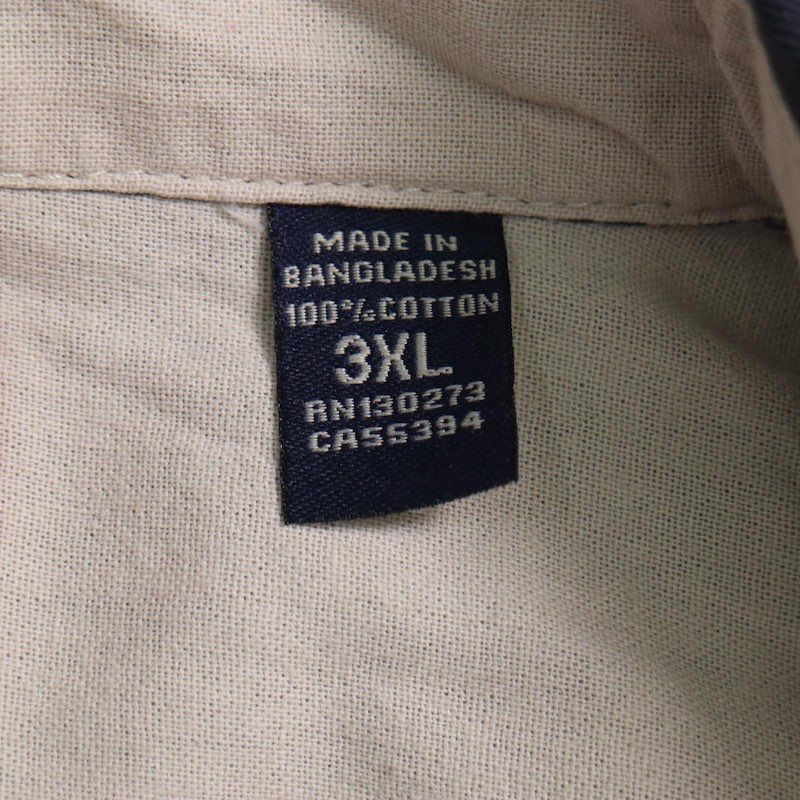 MADE IN
BANGLADESH
100%COTTON
3XL
RN130273
CA55394